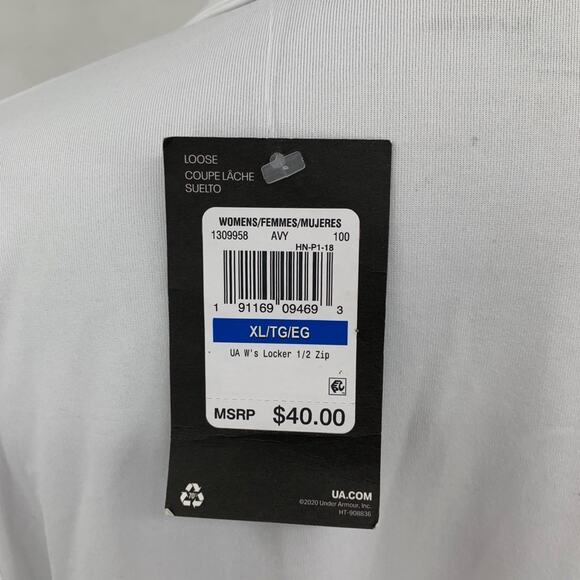 LOOSE
COUPE LÂCHE
SUELTO
WOMENS/FEMMES/MUJERES
1309958 AVY 100
HN-P1-18
1 91169 09469 3
XL/TG/EG
UA W's Locker 1/2 Zip
MSRP $40.00
UA.COM
©2020 Under Armour, Inc.
HT-908836